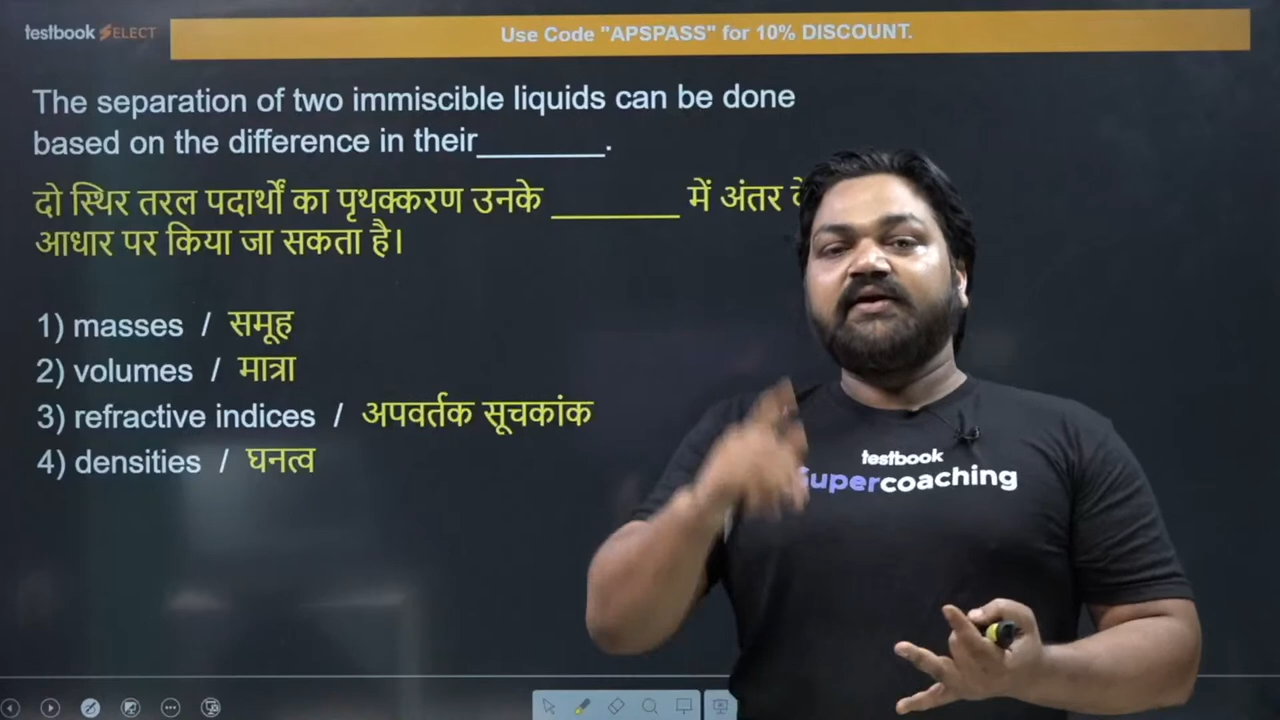 testbook SELECT
Use Code "APSPASS" for 10% DISCOUNT.
The separation of two immiscible liquids can be done
based on the difference in their________.
दो स्थिर तरल पदार्थों का पृथक्करण उनके ________ में अंतर
आधार पर किया जा सकता है।
1) masses / समूह
2) volumes / मात्रा
3) refractive indices / अपवर्तक सूचकांक
4) densities / घनत्व
testbook
Supercoaching